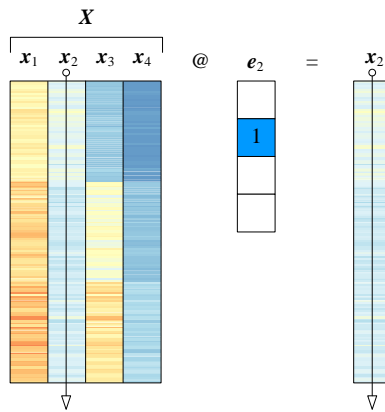 X
x₁ x₂ x₃ x₄ @ e₂ = x₂
1